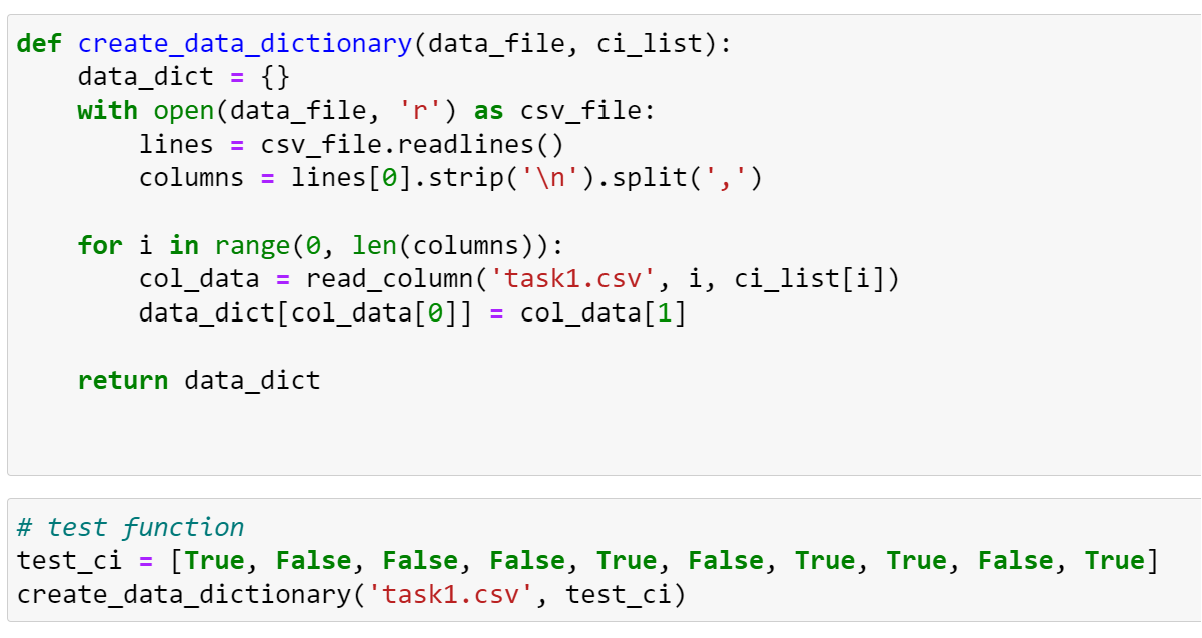 def create_data_dictionary(data_file, ci_list):
    data_dict = {}
    with open(data_file, 'r') as csv_file:
        lines = csv_file.readlines()
        columns = lines[0].strip('\n').split(',')
    for i in range(0, len(columns)):
        col_data = read_column('task1.csv', i, ci_list[i])
        data_dict[col_data[0]] = col_data[1]
    return data_dict
# test function
test_ci = [True, False, False, False, True, False, True, True, False, True]
create_data_dictionary('task1.csv', test_ci)